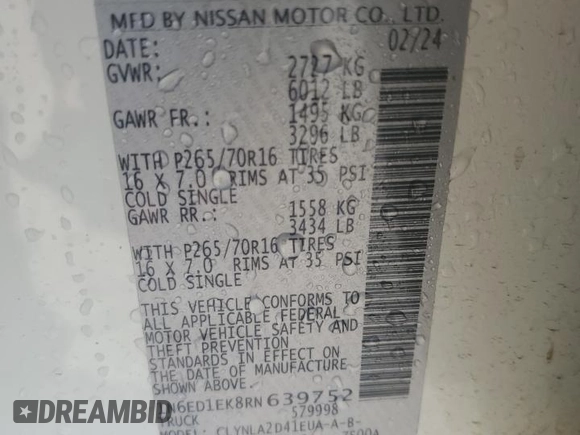 MFD BY NISSAN MOTOR CO., LTD.
DATE: 02/24
GVWR: 2727 KG
6012 LB
GAWR FR.: 1495 KG
3296 LB
WITH P265/70R16 TIRES
16 X 7.0 RIMS AT 35 PSI
COLD SINGLE
GAWR RR.: 1558 KG
3434 LB
WITH P265/70R16 TIRES
16 X 7.0 RIMS AT 35 PSI
COLD SINGLE
THIS VEHICLE CONFORMS TO
ALL APPLICABLE FEDERAL
MOTOR VEHICLE SAFETY AND
THEFT PREVENTION
STANDARDS IN EFFECT ON
THE DATE OF MANUFACTURE
SHOWN ABOVE.
N6ED1EK8RN639752
TRUCK 579998
MODEL: CLYNLA2D41EUA-A-B-